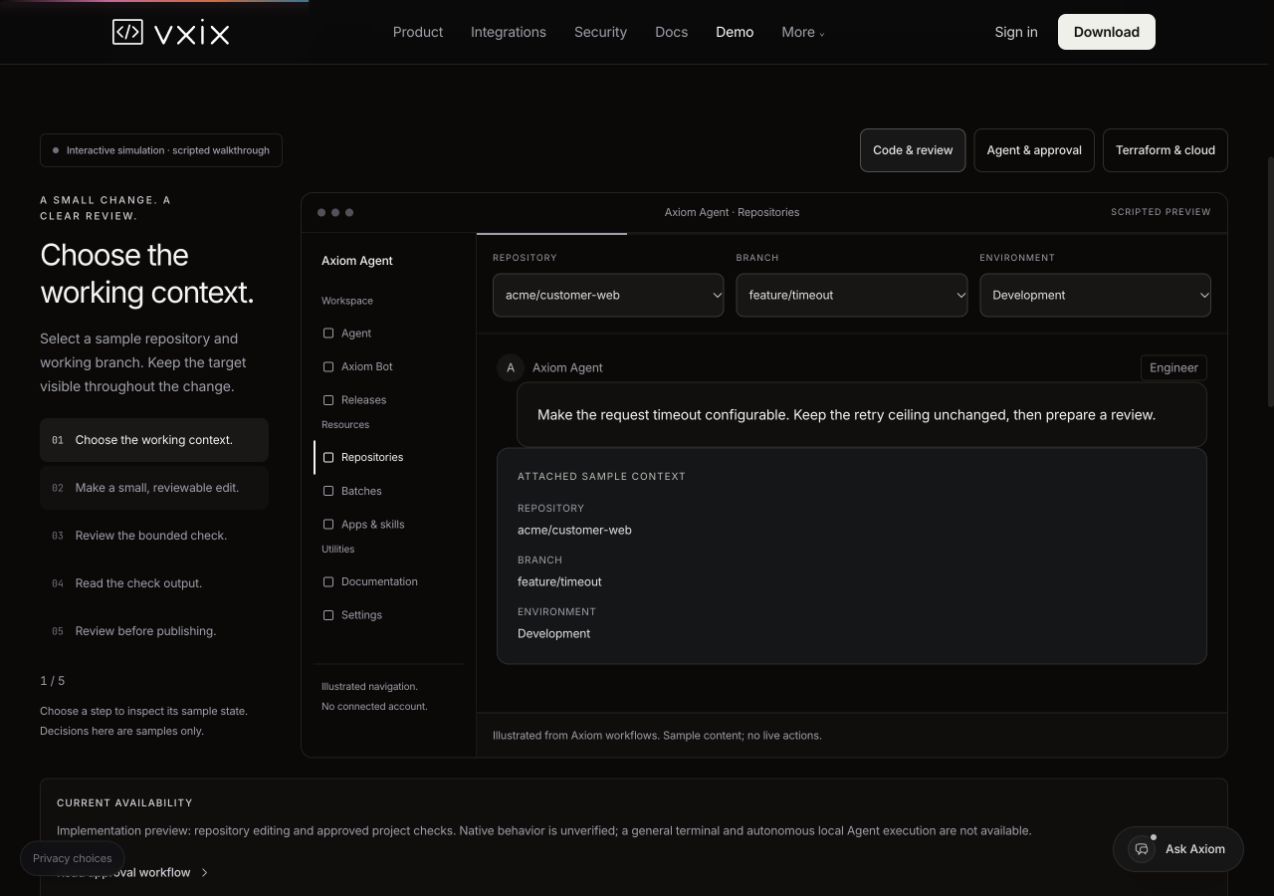 </> vxix
Product Integrations Security Docs Demo More
Sign in
Download
Interactive simulation · scripted walkthrough
Code & review
Agent & approval
Terraform & cloud
A SMALL CHANGE. A
CLEAR REVIEW.
Choose the
working context.
Select a sample repository and
working branch. Keep the target
visible throughout the change.
01 Choose the working context.
02 Make a small, reviewable edit.
03 Review the bounded check.
04 Read the check output.
05 Review before publishing.
1 / 5
Choose a step to inspect its sample state.
Decisions here are samples only.
Axiom Agent · Repositories
SCRIPTED PREVIEW
Axiom Agent
Workspace
Agent
Axiom Bot
Releases
Resources
Repositories
Batches
Apps & skills
Utilities
Documentation
Settings
Illustrated navigation.
No connected account.
REPOSITORY
acme/customer-web
BRANCH
feature/timeout
ENVIRONMENT
Development
A Axiom Agent
Engineer
Make the request timeout configurable. Keep the retry ceiling unchanged, then prepare a review.
ATTACHED SAMPLE CONTEXT
REPOSITORY
acme/customer-web
BRANCH
feature/timeout
ENVIRONMENT
Development
Illustrated from Axiom workflows. Sample content; no live actions.
CURRENT AVAILABILITY
Implementation preview: repository editing and approved project checks. Native behavior is unverified; a general terminal and autonomous local Agent execution are not available.
Privacy choices
approval workflow
Ask Axiom